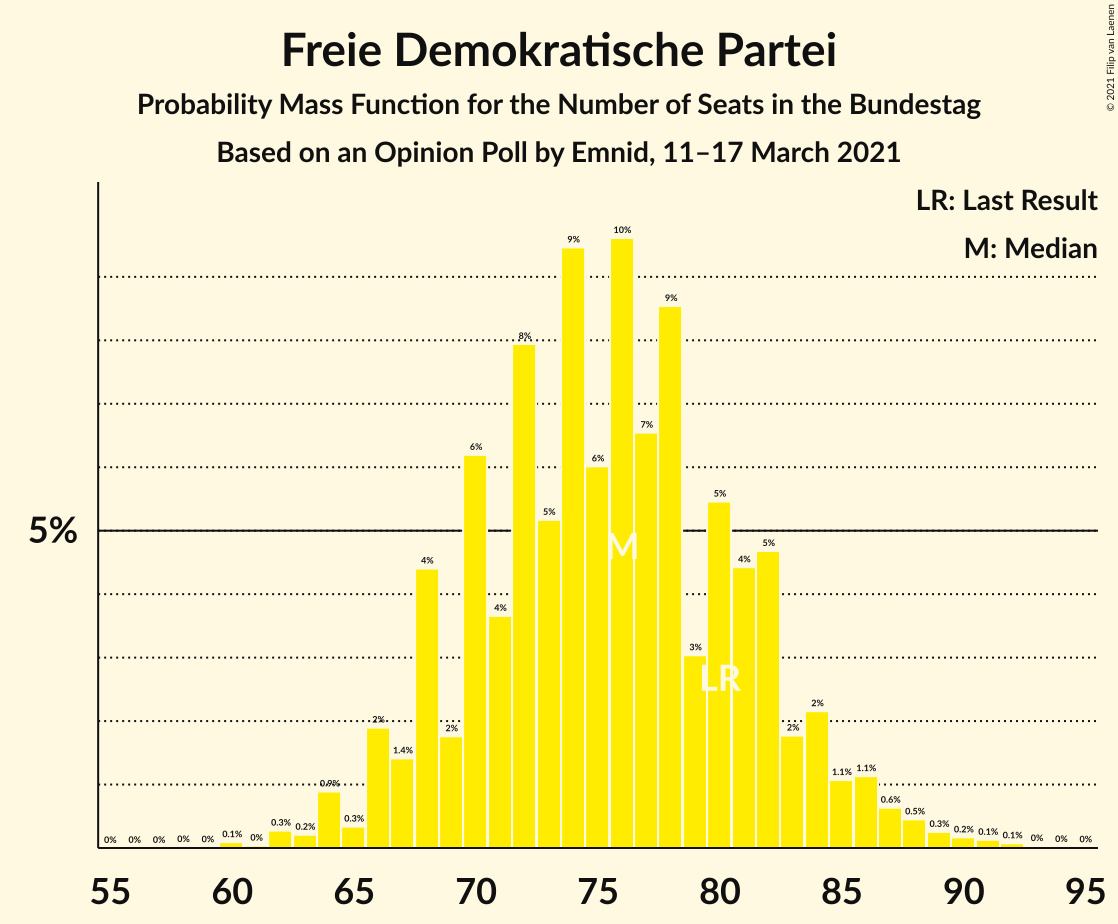 © 2021 Filip van Laenen
Freie Demokratische Partei
Probability Mass Function for the Number of Seats in the Bundestag
Based on an Opinion Poll by Emnid, 11–17 March 2021
LR: Last Result
M: Median
5%
0% 0% 0% 0% 0% 0.1% 0% 0.3% 0.2% 0.9% 0.3% 2% 1.4% 4% 2% 6% 4% 8% 5% 9% 6% 10% 7% 9% 3% 5% 4% 5% 2% 2% 1.1% 1.1% 0.6% 0.5% 0.3% 0.2% 0.1% 0.1% 0% 0% 0%
M
LR
55 60 65 70 75 80 85 90 95